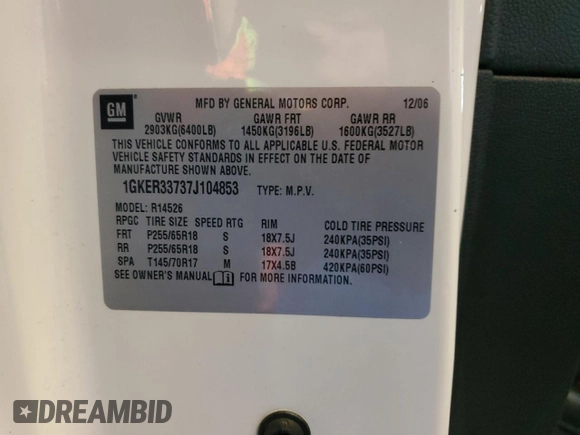 GM
MFD BY GENERAL MOTORS CORP. 12/06
GVWR GAWR FRT GAWR RR
2903KG(6400LB) 1450KG(3196LB) 1600KG(3527LB)
THIS VEHICLE CONFORMS TO ALL APPLICABLE U.S. FEDERAL MOTOR
VEHICLE SAFETY STANDARDS IN EFFECT ON THE DATE OF
MANUFACTURE SHOWN ABOVE.
1GKER33737J104853 TYPE: M.P.V.
MODEL: R14526
RPGC TIRE SIZE SPEED RTG RIM COLD TIRE PRESSURE
FRT P255/65R18 S 18X7.5J 240KPA(35PSI)
RR P255/65R18 S 18X7.5J 240KPA(35PSI)
SPA T145/70R17 M 17X4.5B 420KPA(60PSI)
SEE OWNER'S MANUAL FOR MORE INFORMATION.
DREAMBID